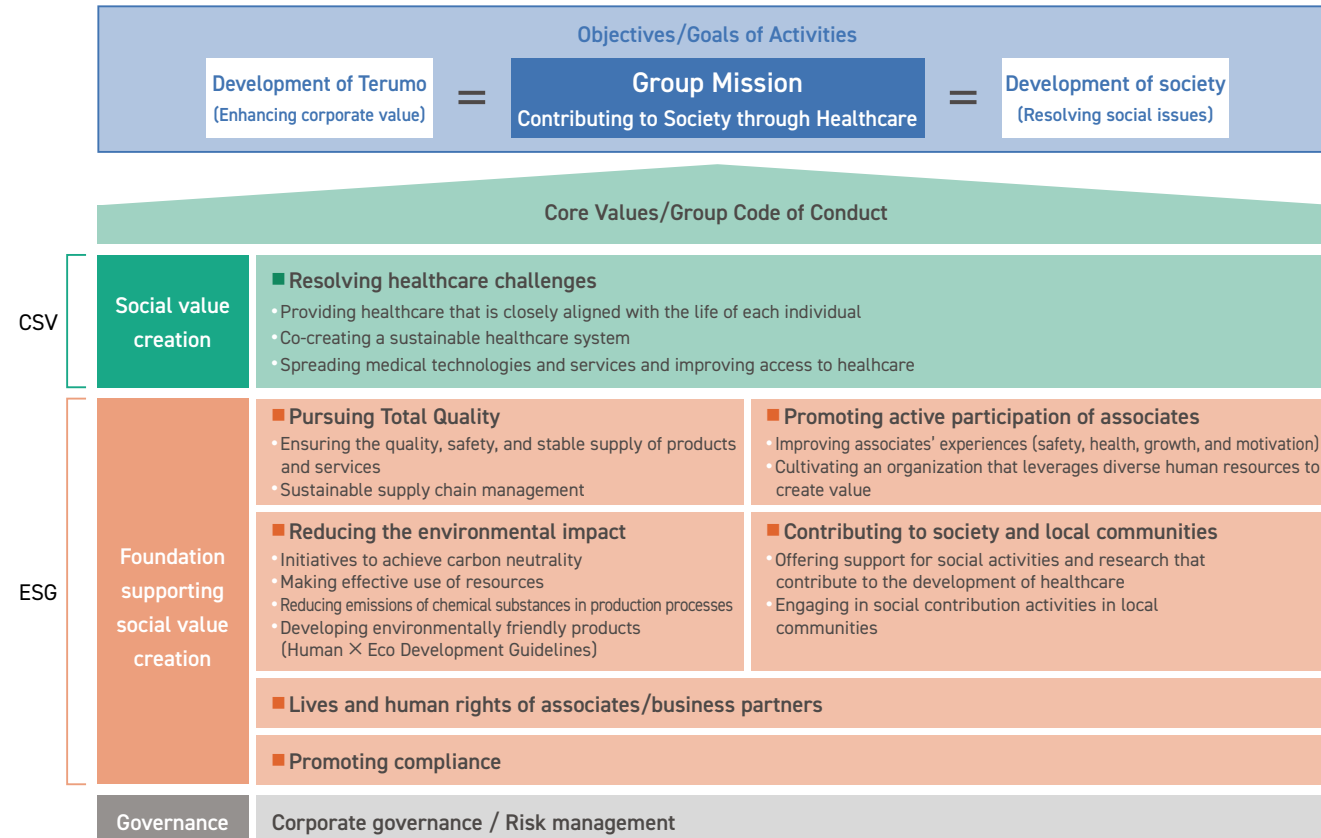 Objectives/Goals of Activities
Development of Terumo
(Enhancing corporate value)
=
Group Mission
Contributing to Society through Healthcare
=
Development of society
(Resolving social issues)
Core Values/Group Code of Conduct
CSV
Social value
creation
■ Resolving healthcare challenges
• Providing healthcare that is closely aligned with the life of each individual
• Co-creating a sustainable healthcare system
• Spreading medical technologies and services and improving access to healhcare
ESG
Foundation
supporting
social value
creation
■ Pursuing Total Quality
• Ensuring the quality, safety, and stable supply of products
and services
• Sustainable supply chain management
■ Promoting active participation of associates
• Improving associates’ experiences (safety, health, growth, and motivation)
• Cultivating an organization that leverages diverse human resources to
create value
■ Reducing the environmental impact
• Initiatives to achieve carbon neutrality
• Making effective use of resources
• Reducing emissions of chemical substances in production processes
• Developing environmentally friendly products
(Human × Eco Development Guidelines)
■ Contributing to society and local communities
• Offering support for social activities and research that
contribute to the development of healthcare
• Engaging in social contribution activities in local
communities
■ Lives and human rights of associates/business partners
■ Promoting compliance
Governance
Corporate governance / Risk management